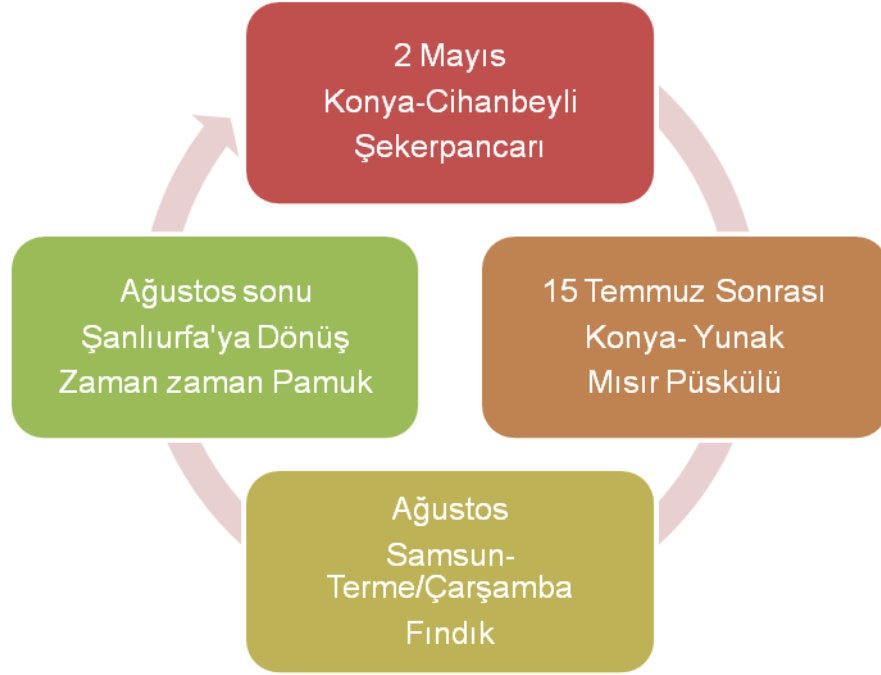 2 Mayıs
Konya-Cihanbeyli
Şekerpancarı
15 Temmuz Sonrası
Konya- Yunak
Mısır Püskülü
Ağustos
Samsun-
Terme/Çarşamba
Fındık
Ağustos sonu
Şanlıurfa'ya Dönüş
Zaman zaman Pamuk